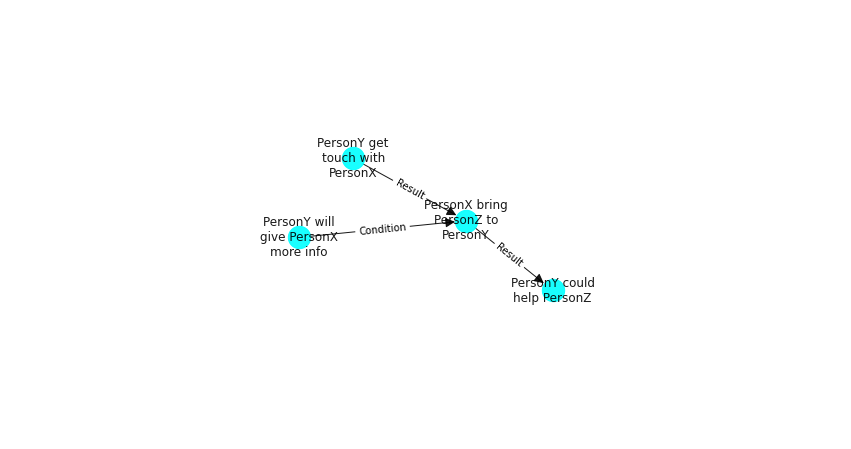 PersonY get
touch with
PersonX
Result
PersonX bring
PersonZ to
PersonY
PersonY will
give PersonX
more info
Condition
Result
PersonY could
help PersonZ